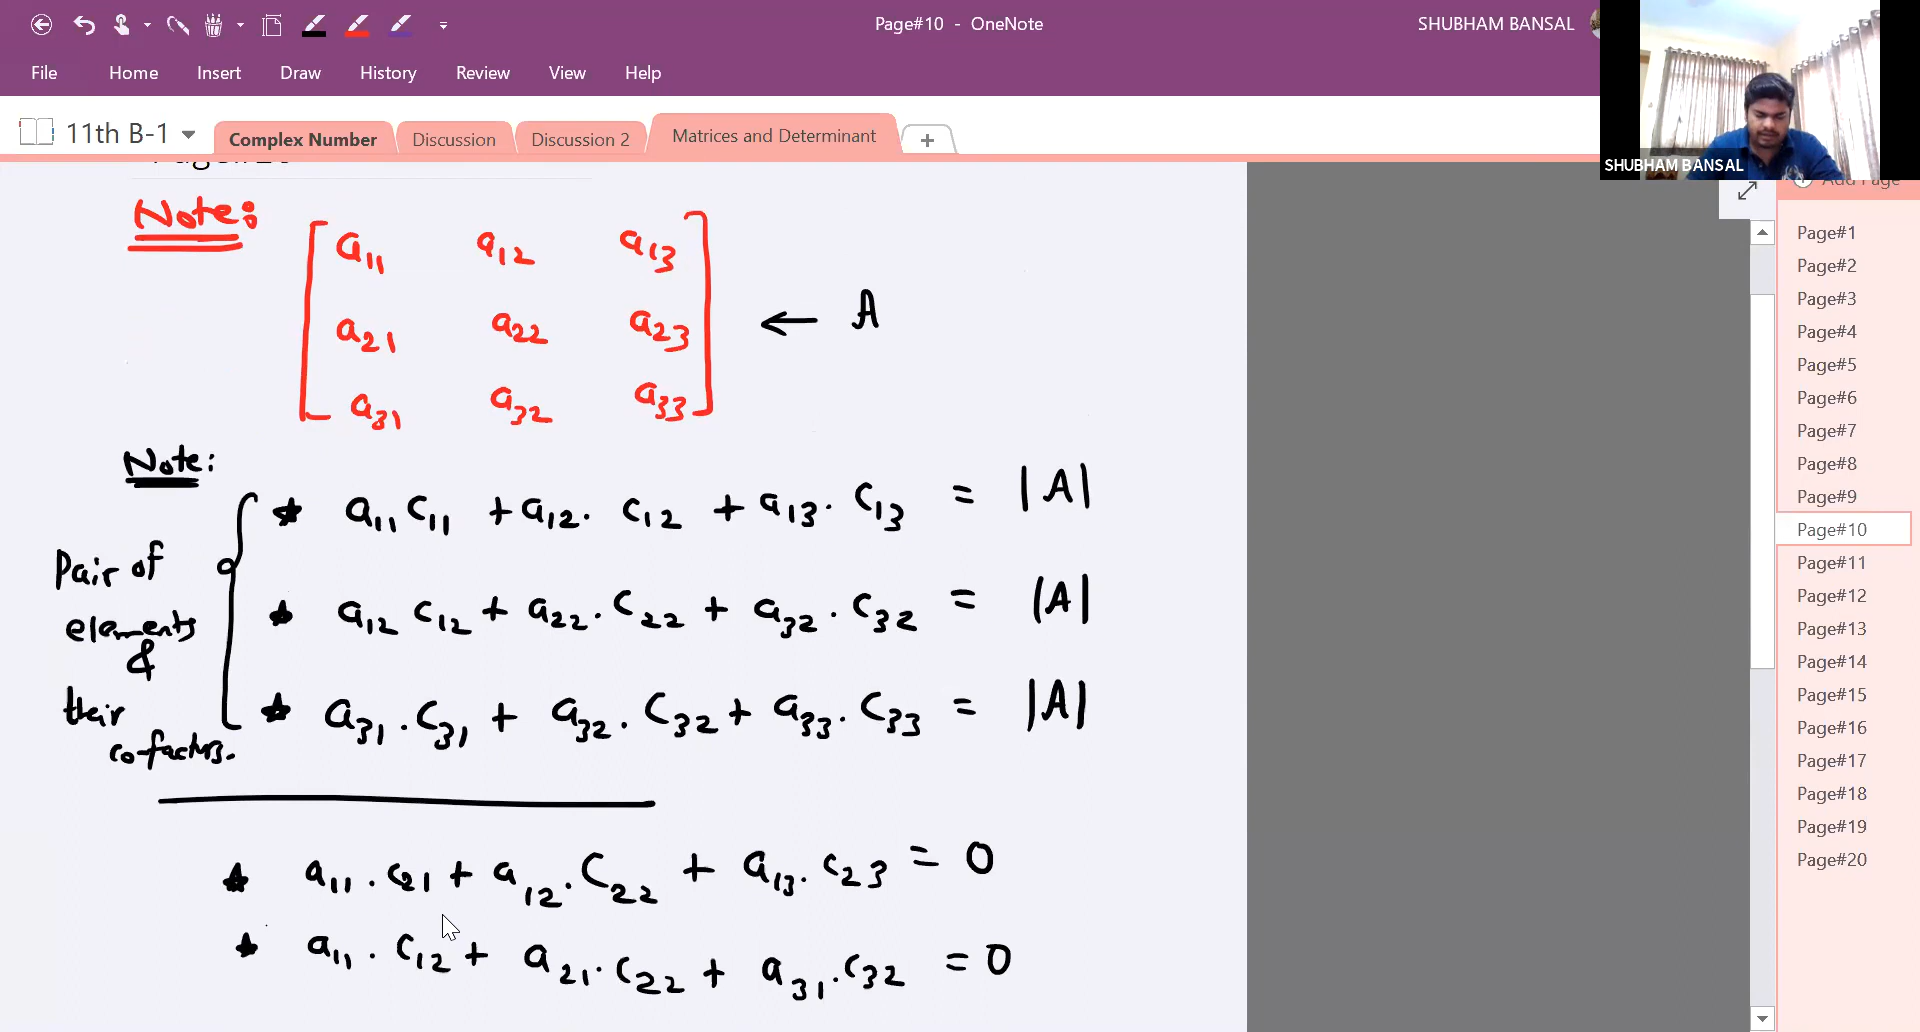 Page#10 - OneNote
SHUBHAM BANSAL
File Home Insert Draw History Review View Help
SHUBHAM BANSAL
11th B-1 Complex Number Discussion Discussion 2 Matrices and Determinant +
Add Page
Note:
a11 a12 a13
a21 a22 a23 ← A
a31 a32 a33
Note:
Pair of
elements
&
their
co-factors.
★ a11 c11 + a12 · c12 + a13 · c13 = |A|
★ a12 c12 + a22 · c22 + a32 · c32 = |A|
★ a31 · c31 + a32 · c32 + a33 · c33 = |A|
★ a11 · c21 + a12 · c22 + a13 · c23 = 0
★ a11 · c12 + a21 · c22 + a31 · c32 = 0
Page#1
Page#2
Page#3
Page#4
Page#5
Page#6
Page#7
Page#8
Page#9
Page#10
Page#11
Page#12
Page#13
Page#14
Page#15
Page#16
Page#17
Page#18
Page#19
Page#20